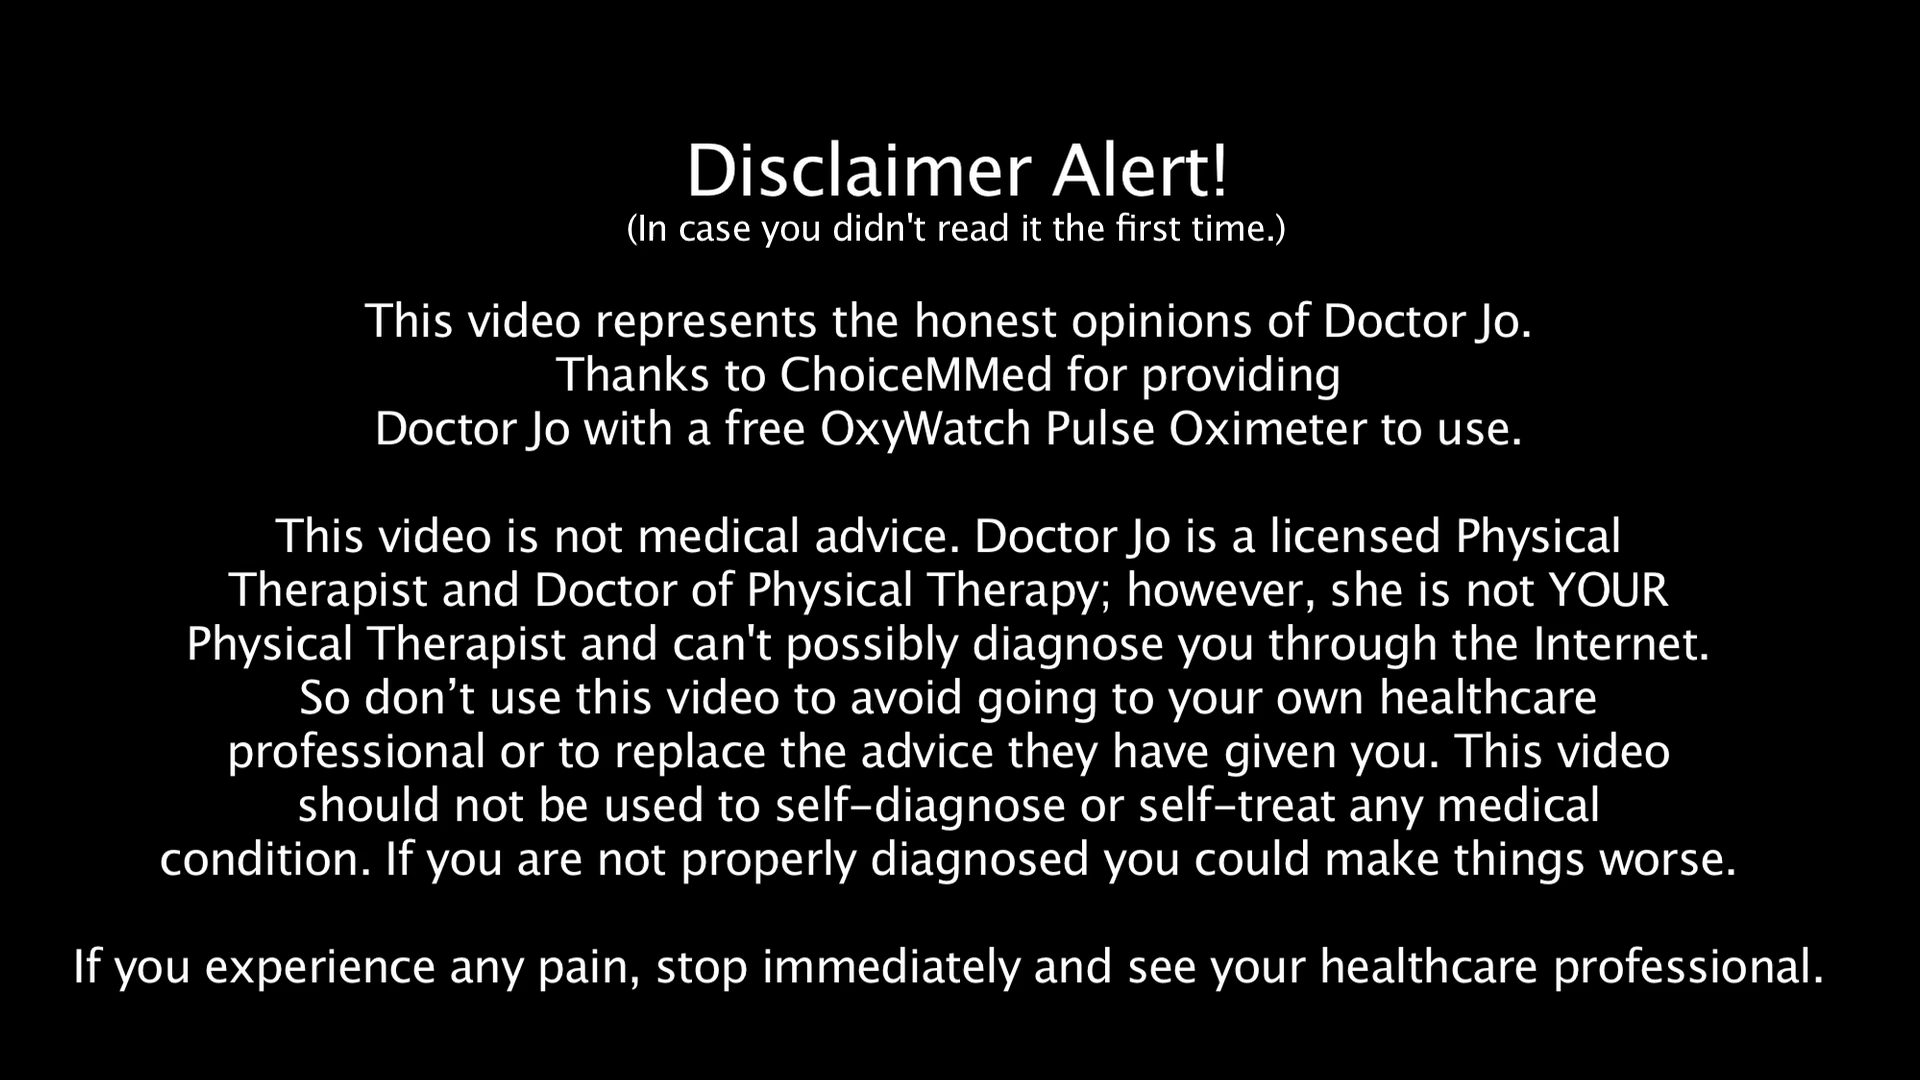 Disclaimer Alert!
(In case you didn't read it the first time.)
This video represents the honest opinions of Doctor Jo.
Thanks to ChoiceMMed for providing
Doctor Jo with a free OxyWatch Pulse Oximeter to use.
This video is not medical advice. Doctor Jo is a licensed Physical
Therapist and Doctor of Physical Therapy; however, she is not YOUR
Physical Therapist and can't possibly diagnose you through the Internet.
So don’t use this video to avoid going to your own healthcare
professional or to replace the advice they have given you. This video
should not be used to self-diagnose or self-treat any medical
condition. If you are not properly diagnosed you could make things worse.
If you experience any pain, stop immediately and see your healthcare professional.